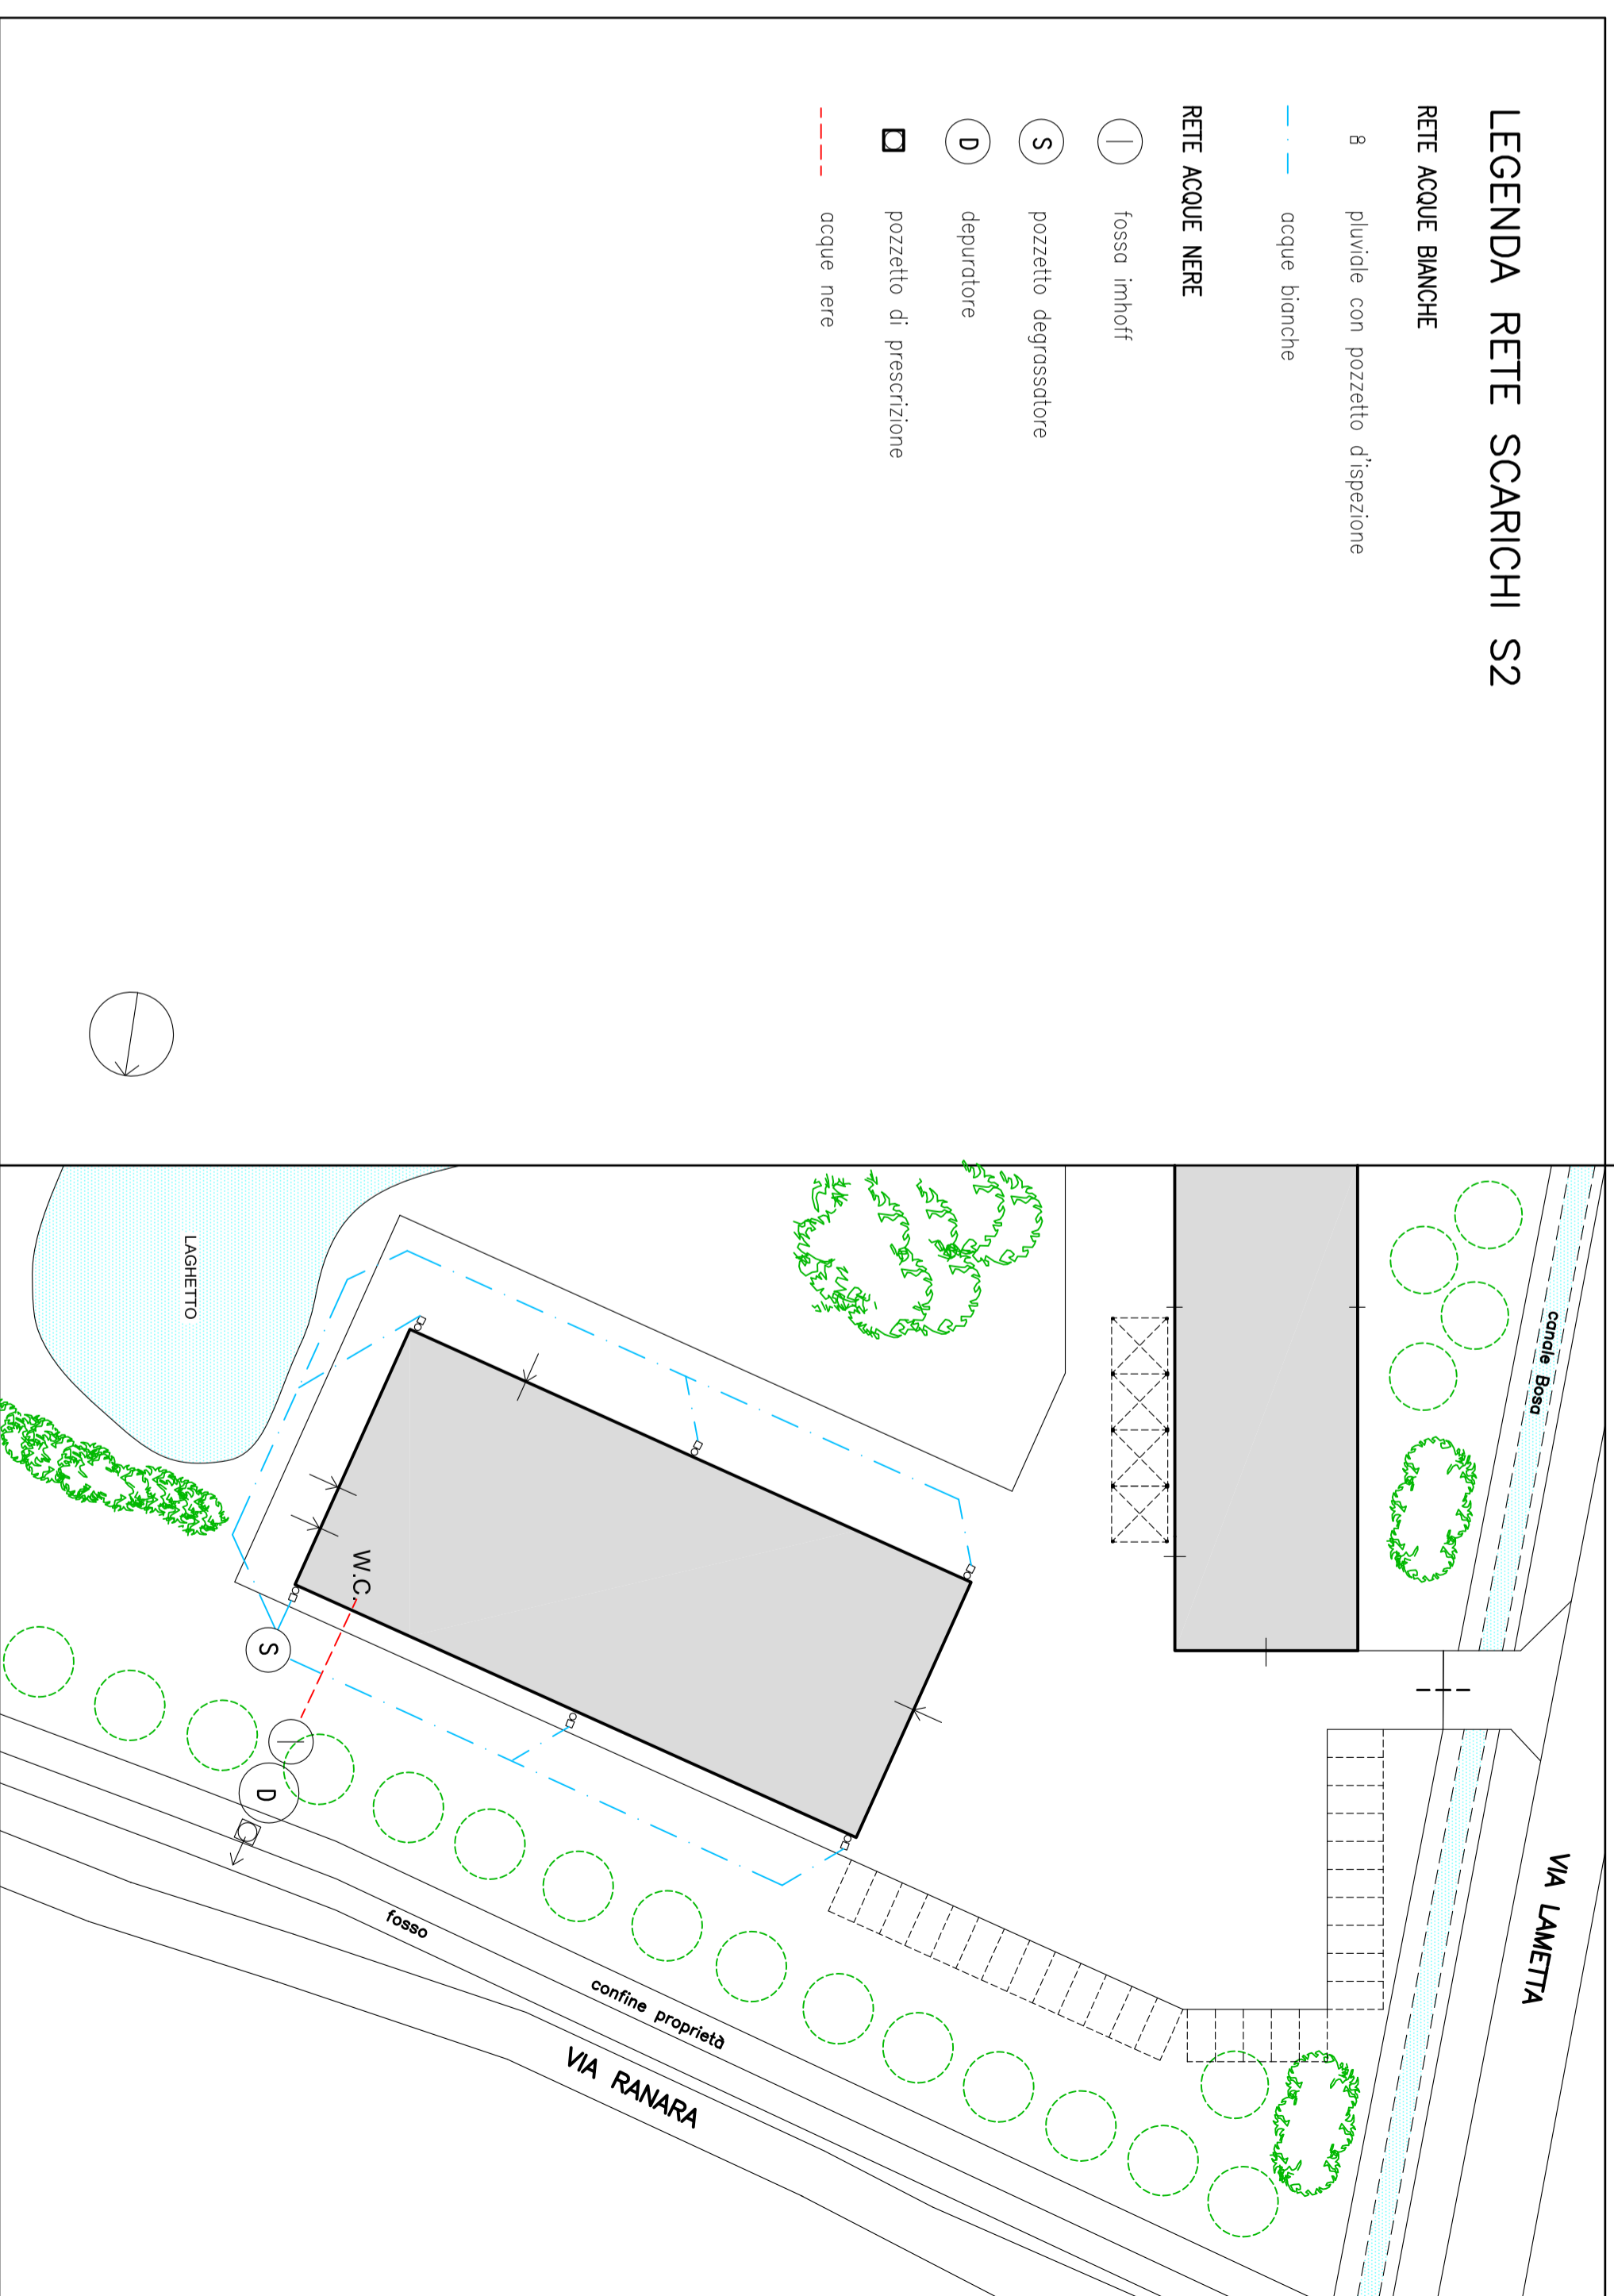 LEGENDA RETE SCARICHI S2
RETE ACQUE BIANCHE
pluviale con pozzetto d'ispezione
acque bianche
RETE ACQUE NERE
I fossa imhoff
S pozzetto degrassatore
D depuratore
pozzetto di prescrizione
acque nere
canale Bosa
VIA LAMETTA
LAGHETTO
W.C.
S
I
D
fosso
confine proprietà
VIA RANARA